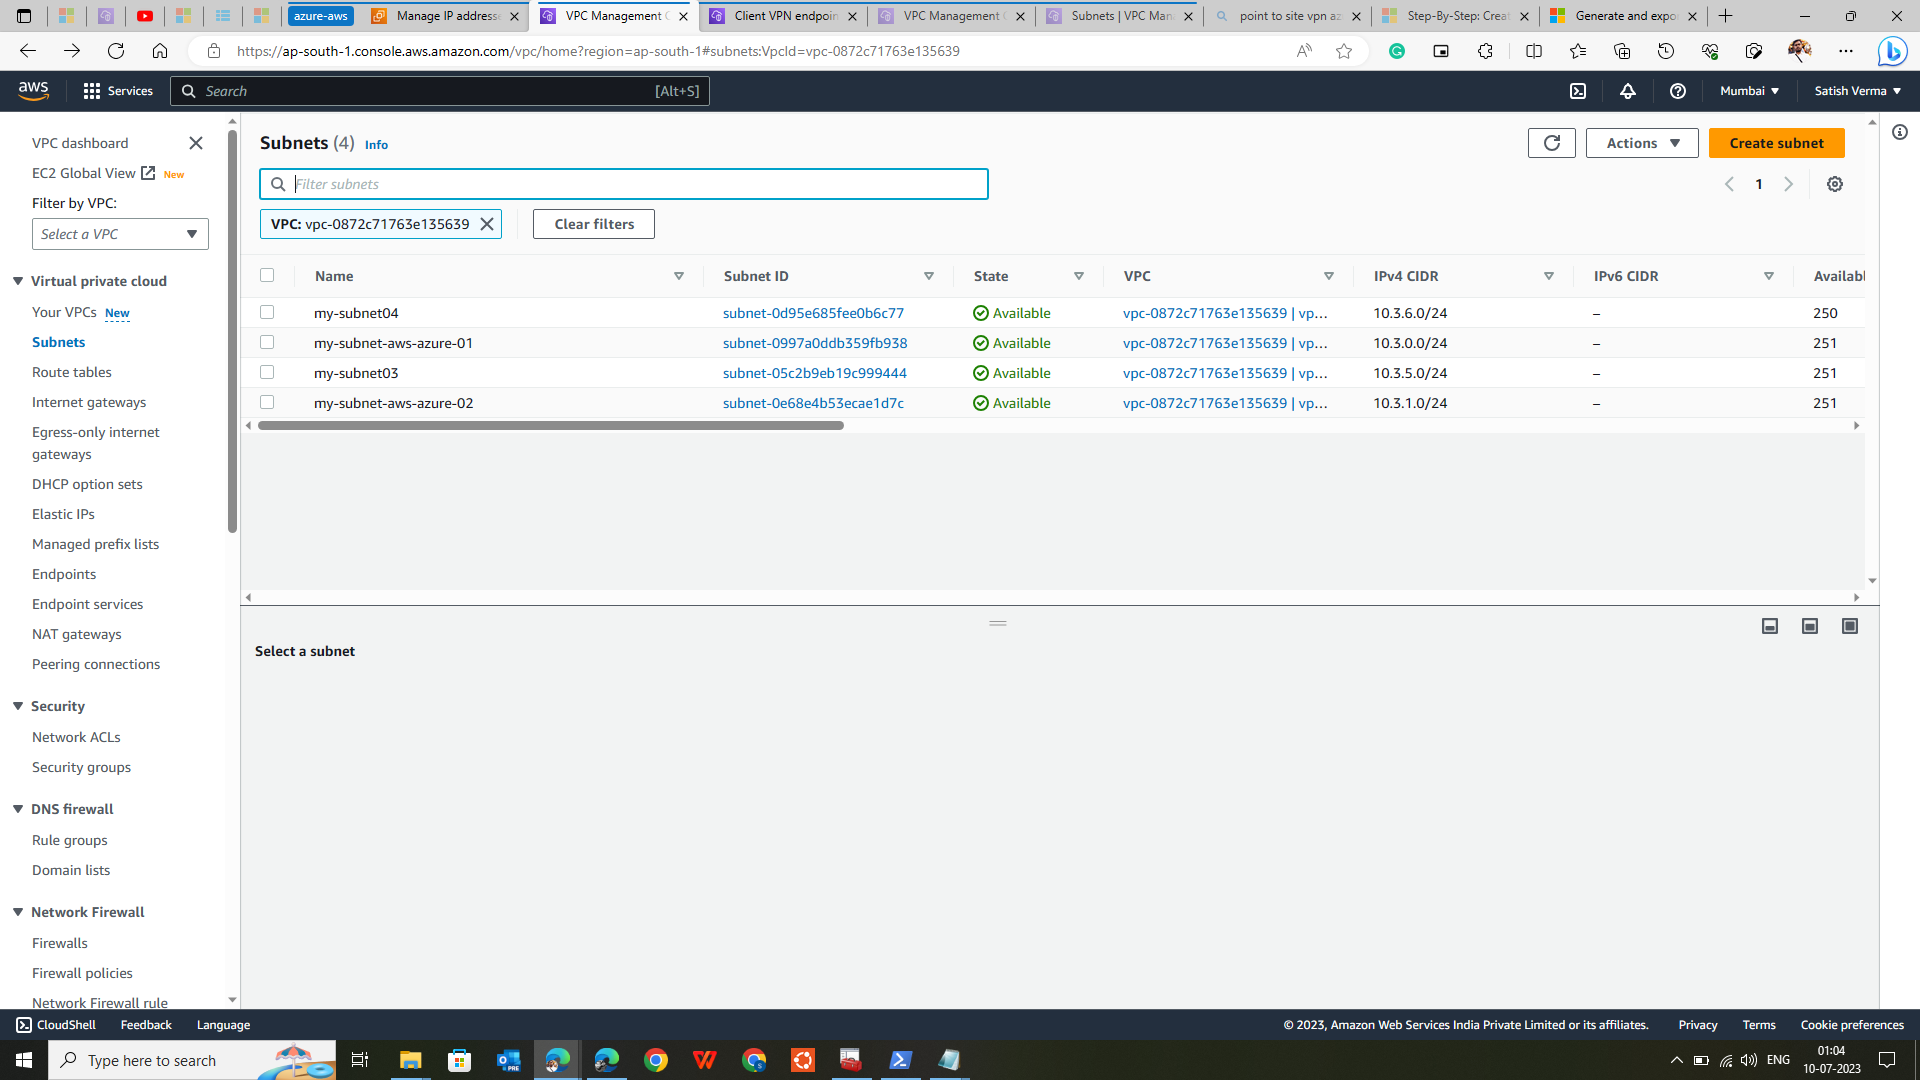 azure-aws
Manage IP addresse
VPC Management C
Client VPN endpoin
VPC Management C
Subnets | VPC Man
point to site vpn az
Step-By-Step: Crea
Generate and expo
https://ap-south-1.console.aws.amazon.com/vpc/home?region=ap-south-1#subnets:VpcId=vpc-0872c71763e135639
aws
Services
Search
[Alt+S]
Mumbai
Satish Verma
VPC dashboard
EC2 Global View New
Filter by VPC:
Select a VPC
Virtual private cloud
Your VPCs New
Subnets
Route tables
Internet gateways
Egress-only internet
gateways
DHCP option sets
Elastic IPs
Managed prefix lists
Endpoints
Endpoint services
NAT gateways
Peering connections
Security
Network ACLs
Security groups
DNS firewall
Rule groups
Domain lists
Network Firewall
Firewalls
Firewall policies
Network Firewall rule
Subnets (4) Info
Actions
Create subnet
Filter subnets
1
VPC: vpc-0872c71763e135639
Clear filters
Name Subnet ID State VPC IPv4 CIDR IPv6 CIDR Availabl
my-subnet04 subnet-0d95e685fee0b6c77 Available vpc-0872c71763e135639 | vp... 10.3.6.0/24 – 250
my-subnet-aws-azure-01 subnet-0997a0ddb359fb938 Available vpc-0872c71763e135639 | vp... 10.3.0.0/24 – 251
my-subnet03 subnet-05c2b9eb19c999444 Available vpc-0872c71763e135639 | vp... 10.3.5.0/24 – 251
my-subnet-aws-azure-02 subnet-0e68e4b53ecae1d7c Available vpc-0872c71763e135639 | vp... 10.3.1.0/24 – 251
Select a subnet
CloudShell
Feedback
Language
© 2023, Amazon Web Services India Private Limited or its affiliates.
Privacy
Terms
Cookie preferences
Type here to search
PRE
ENG
01:04
10-07-2023